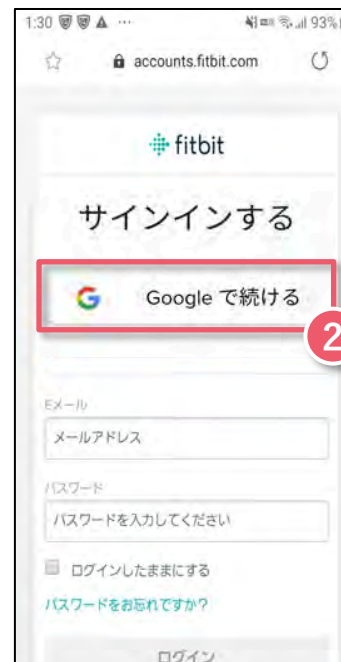 1:30 93%
accounts.fitbit.com
fitbit
サインインする
Google で続ける
2
Eメール
メールアドレス
パスワード
パスワードを入力してください
ログインしたままにする
パスワードをお忘れですか?
ログイン